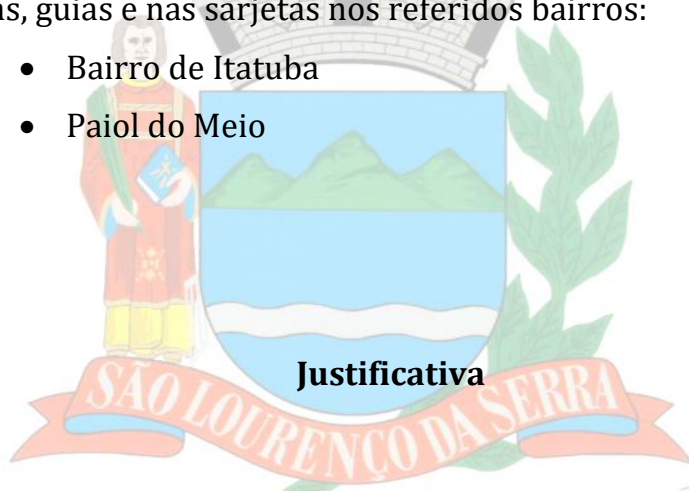 as, guias e nas sarjetas nos referidos bairros:
• Bairro de Itatuba
• Paiol do Meio
Justificativa
SÃO LOURENÇO DA SERRA